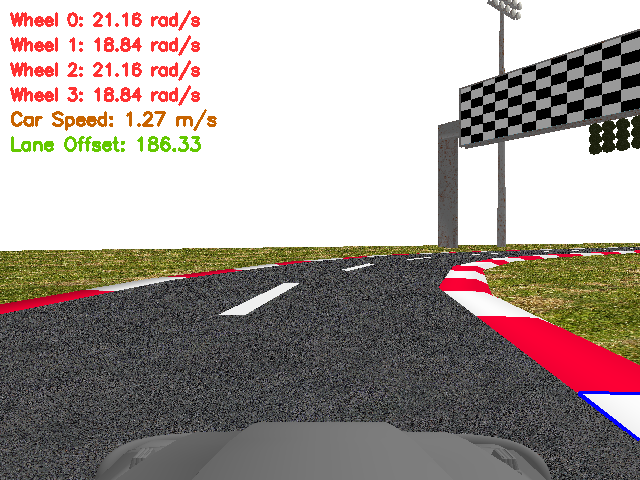 Wheel 0: 21.16 rad/s
Wheel 1: 18.84 rad/s
Wheel 2: 21.16 rad/s
Wheel 3: 18.84 rad/s
Car Speed: 1.27 m/s
Lane Offset: 186.33